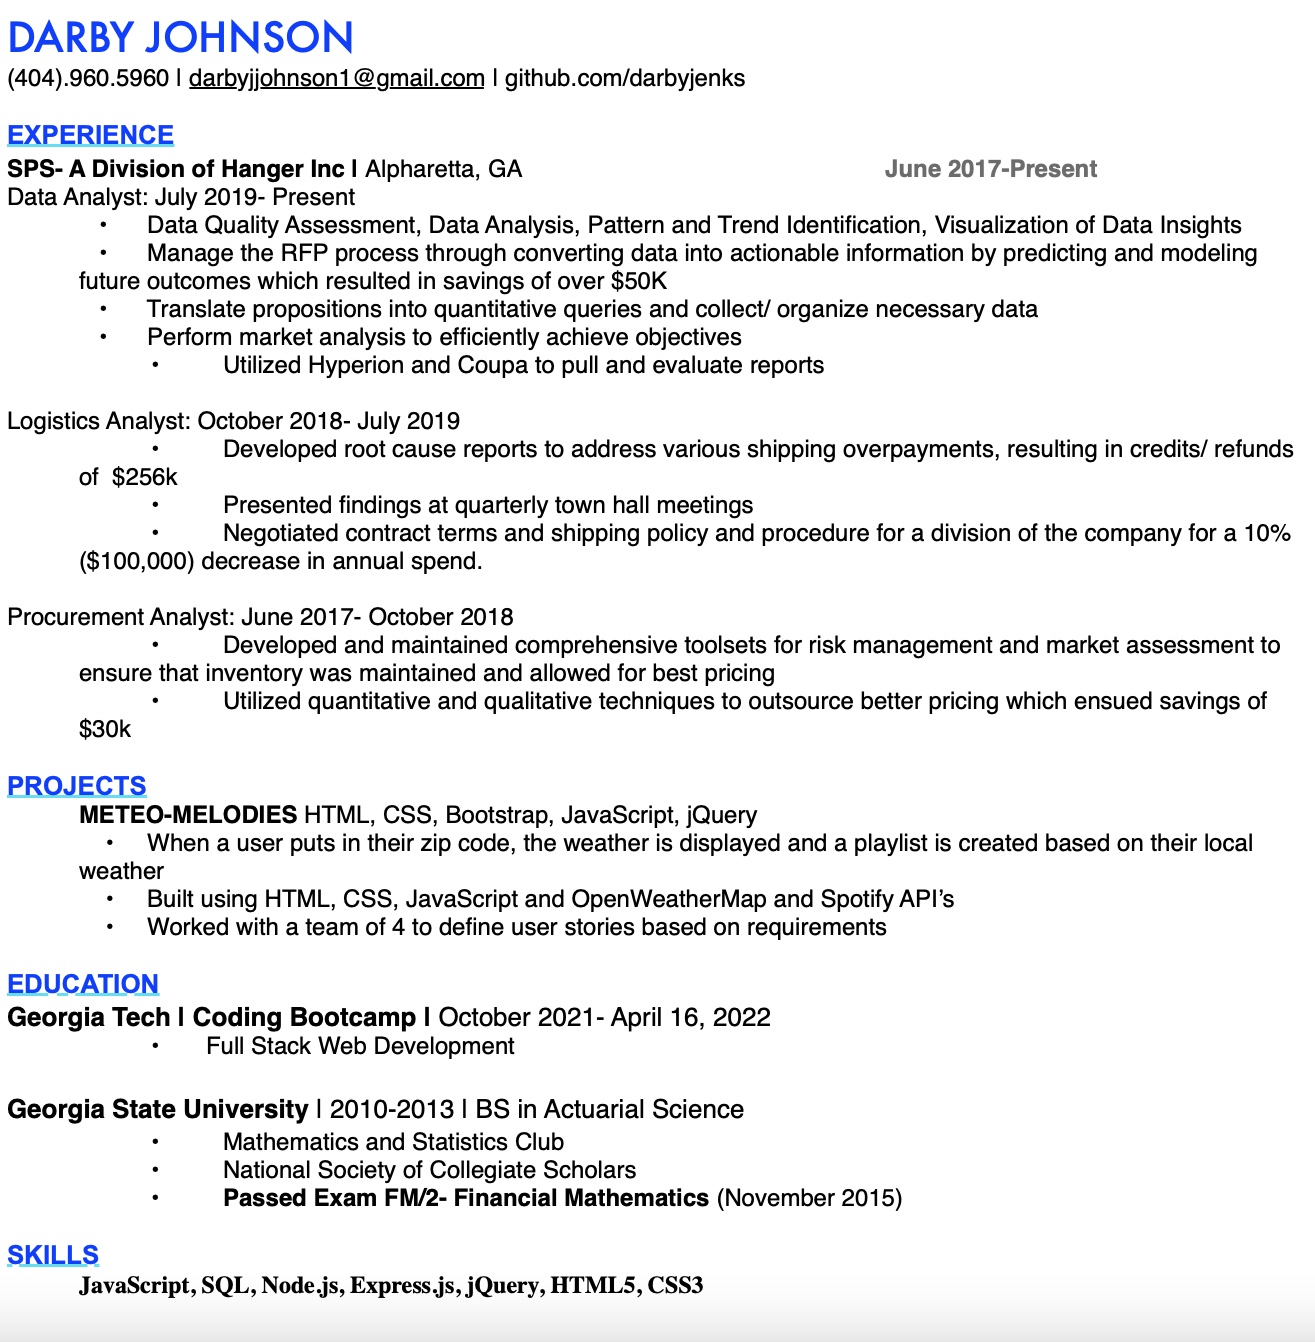 DARBY JOHNSON
(404).960.5960 | darbyjjohnson1@gmail.com | github.com/darbyjenks
EXPERIENCE
SPS- A Division of Hanger Inc | Alpharetta, GA June 2017-Present
Data Analyst: July 2019- Present
• Data Quality Assessment, Data Analysis, Pattern and Trend Identification, Visualization of Data Insights
• Manage the RFP process through converting data into actionable information by predicting and modeling
future outcomes which resulted in savings of over $50K
• Translate propositions into quantitative queries and collect/ organize necessary data
• Perform market analysis to efficiently achieve objectives
• Utilized Hyperion and Coupa to pull and evaluate reports
Logistics Analyst: October 2018- July 2019
• Developed root cause reports to address various shipping overpayments, resulting in credits/ refunds
of  $256k
• Presented findings at quarterly town hall meetings
• Negotiated contract terms and shipping policy and procedure for a division of the company for a 10%
($100,000) decrease in annual spend.
Procurement Analyst: June 2017- October 2018
• Developed and maintained comprehensive toolsets for risk management and market assessment to
ensure that inventory was maintained and allowed for best pricing
• Utilized quantitative and qualitative techniques to outsource better pricing which ensued savings of
$30k
PROJECTS
METEO-MELODIES HTML, CSS, Bootstrap, JavaScript, jQuery
• When a user puts in their zip code, the weather is displayed and a playlist is created based on their local
weather
• Built using HTML, CSS, JavaScript and OpenWeatherMap and Spotify API’s
• Worked with a team of 4 to define user stories based on requirements
EDUCATION
Georgia Tech | Coding Bootcamp | October 2021- April 16, 2022
• Full Stack Web Development
Georgia State University | 2010-2013 | BS in Actuarial Science
• Mathematics and Statistics Club
• National Society of Collegiate Scholars
• Passed Exam FM/2- Financial Mathematics (November 2015)
SKILLS
JavaScript, SQL, Node.js, Express.js, jQuery, HTML5, CSS3